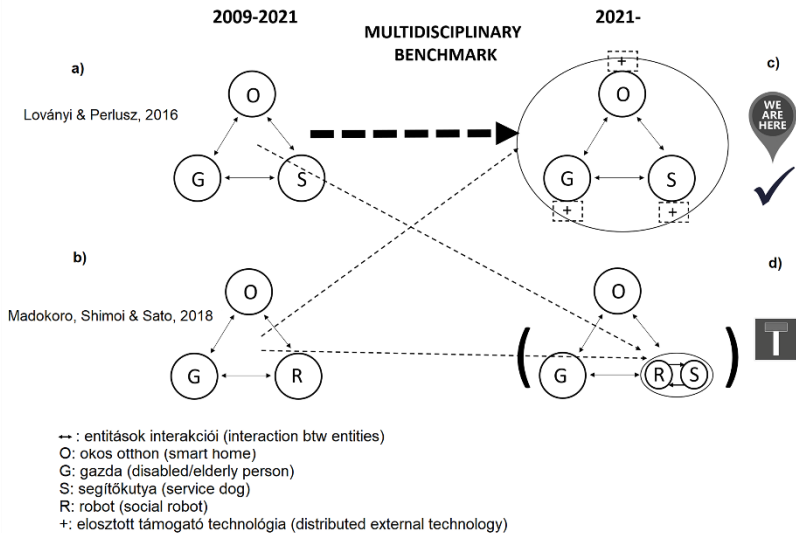 2009-2021
MULTIDISCIPLINARY
BENCHMARK
2021-
a)
Loványi & Perlusz, 2016
O
G
S
+
O
G
S
+
+
c)
WE
ARE
HERE
b)
Madokoro, Shimoi & Sato, 2018
O
G
R
(
O
G
R
S
)
d)
T
↔ : entitások interakciói (interaction btw entities)
O: okos otthon (smart home)
G: gazda (disabled/elderly person)
S: segítőkutya (service dog)
R: robot (social robot)
+: elosztott támogató technológia (distributed external technology)